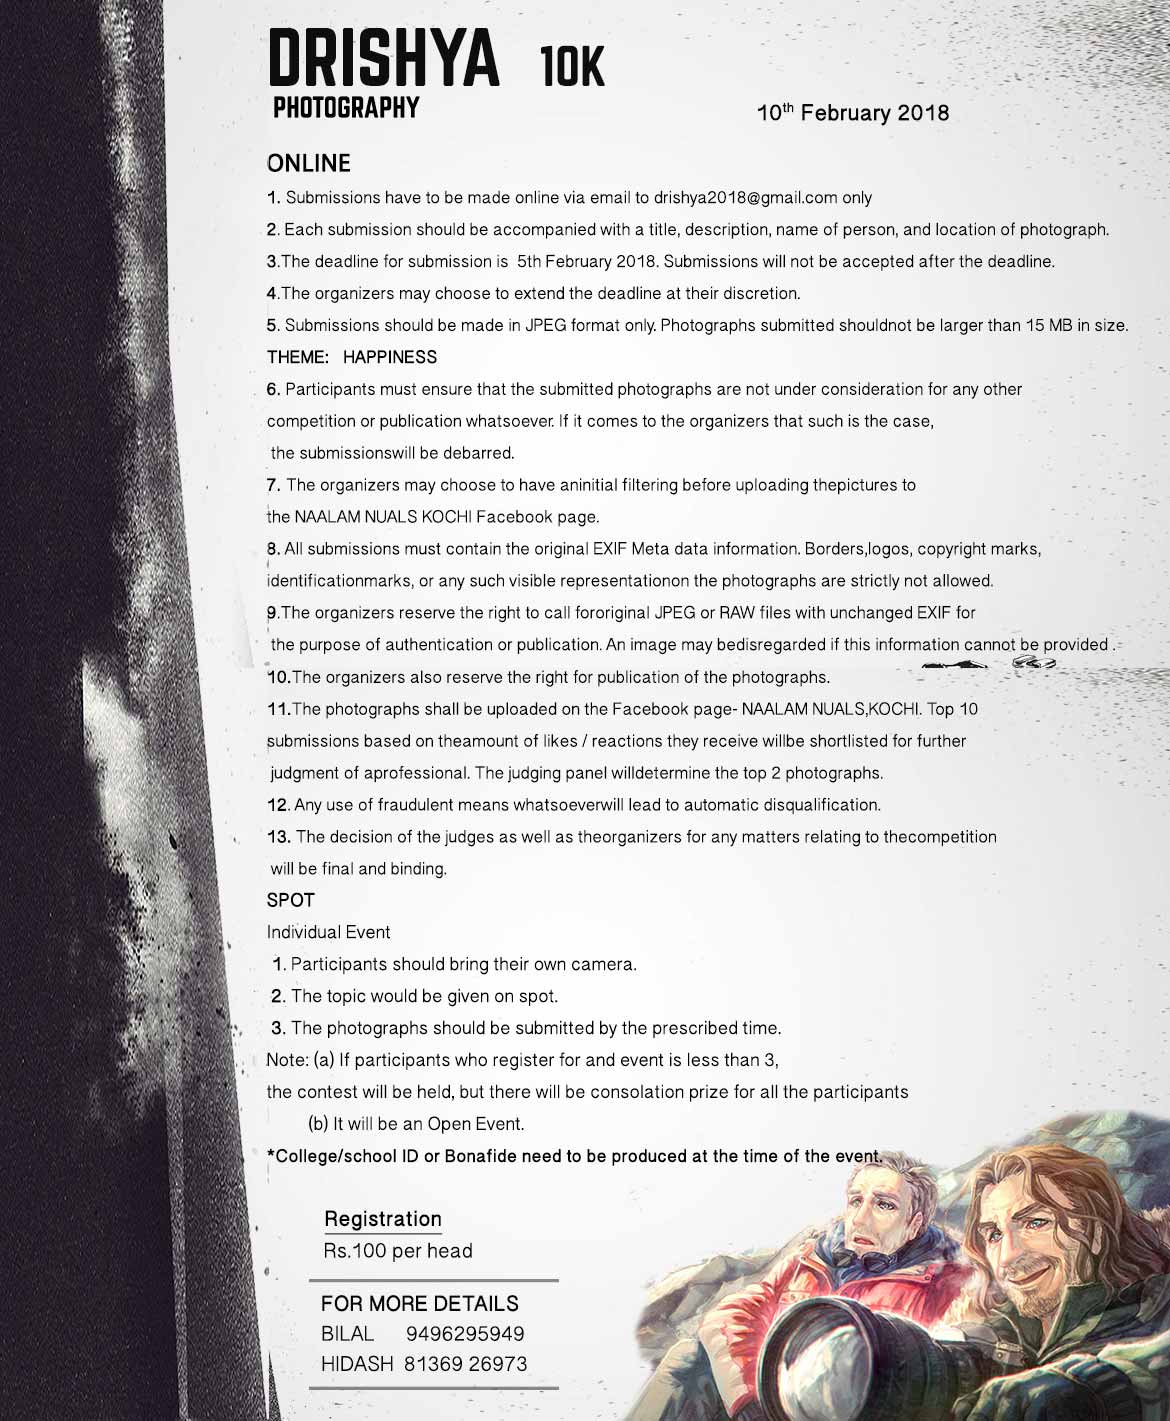 DRISHYA 10K
PHOTOGRAPHY
10th February 2018
ONLINE
1. Submissions have to be made online via email to drishya2018@gmail.com only
2. Each submission should be accompanied with a title, description, name of person, and location of photograph.
3.The deadline for submission is 5th February 2018. Submissions will not be accepted after the deadline.
4.The organizers may choose to extend the deadline at their discretion.
5. Submissions should be made in JPEG format only. Photographs submitted shouldnot be larger than 15 MB in size.
THEME: HAPPINESS
6. Participants must ensure that the submitted photographs are not under consideration for any other
competition or publication whatsoever. If it comes to the organizers that such is the case,
the submissionswill be debarred.
7. The organizers may choose to have aninitial filtering before uploading thepictures to
the NAALAM NUALS KOCHI Facebook page.
8. All submissions must contain the original EXIF Meta data information. Borders,logos, copyright marks,
identificationmarks, or any such visible representationon the photographs are strictly not allowed.
9.The organizers reserve the right to call fororiginal JPEG or RAW files with unchanged EXIF for
the purpose of authentication or publication. An image may bedisregarded if this information cannot be provided .
10.The organizers also reserve the right for publication of the photographs.
11.The photographs shall be uploaded on the Facebook page- NAALAM NUALS,KOCHI. Top 10
submissions based on theamount of likes / reactions they receive willbe shortlisted for further
judgment of aprofessional. The judging panel willdetermine the top 2 photographs.
12. Any use of fraudulent means whatsoeverwill lead to automatic disqualification.
13. The decision of the judges as well as theorganizers for any matters relating to thecompetition
will be final and binding.
SPOT
Individual Event
1. Participants should bring their own camera.
2. The topic would be given on spot.
3. The photographs should be submitted by the prescribed time.
Note: (a) If participants who register for and event is less than 3,
the contest will be held, but there will be consolation prize for all the participants
(b) It will be an Open Event.
*College/school ID or Bonafide need to be produced at the time of the event.
Registration
Rs.100 per head
FOR MORE DETAILS
BILAL 9496295949
HIDASH 81369 26973